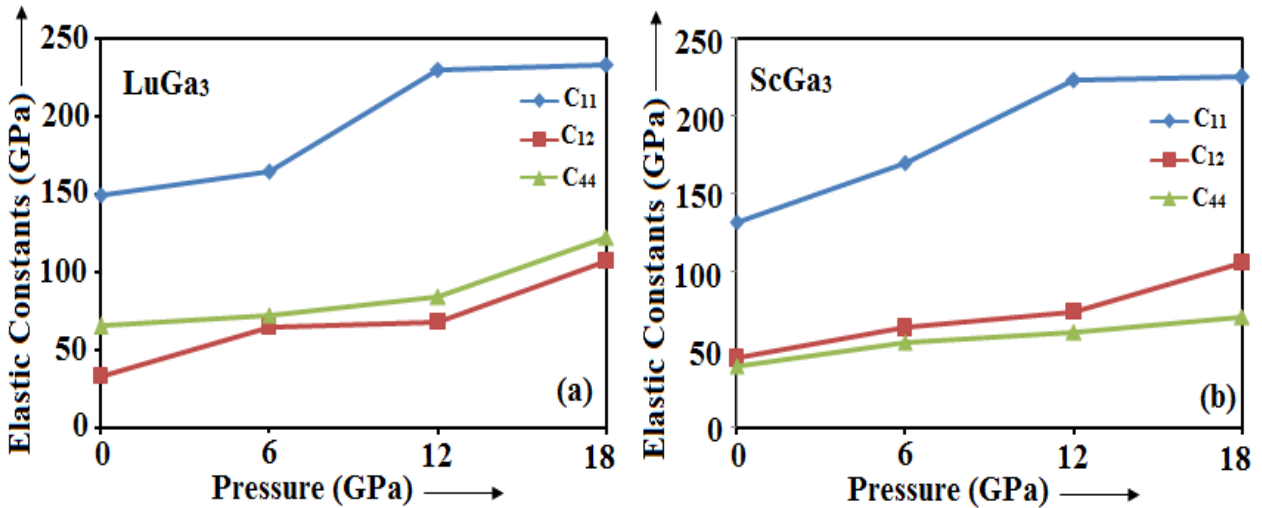 Elastic Constants (GPa)
250
200
150
100
50
0
LuGa₃
C₁₁
C₁₂
C₄₄
(a)
0 6 12 18
Pressure (GPa)
Elastic Constants (GPa)
250
200
150
100
50
0
ScGa₃
C₁₁
C₁₂
C₄₄
(b)
0 6 12 18
Pressure (GPa)